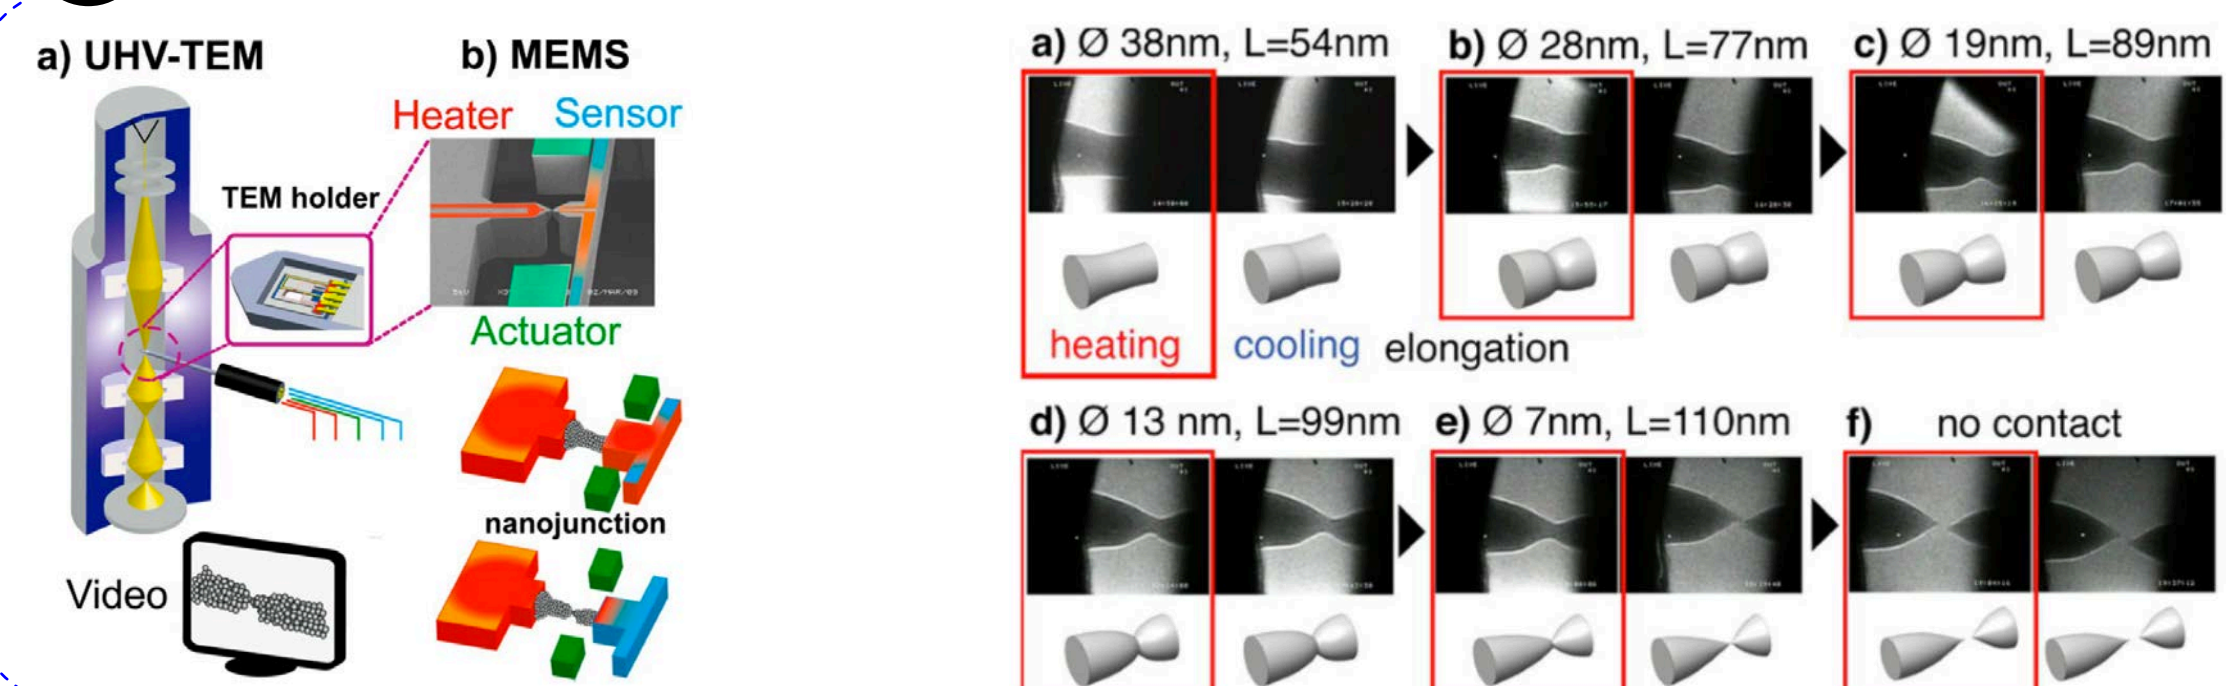 a) UHV-TEM
b) MEMS
Heater
Sensor
TEM holder
Actuator
nanojunction
Video
a) Ø 38nm, L=54nm
b) Ø 28nm, L=77nm
c) Ø 19nm, L=89nm
heating
cooling
elongation
d) Ø 13 nm, L=99nm
e) Ø 7nm, L=110nm
f) no contact